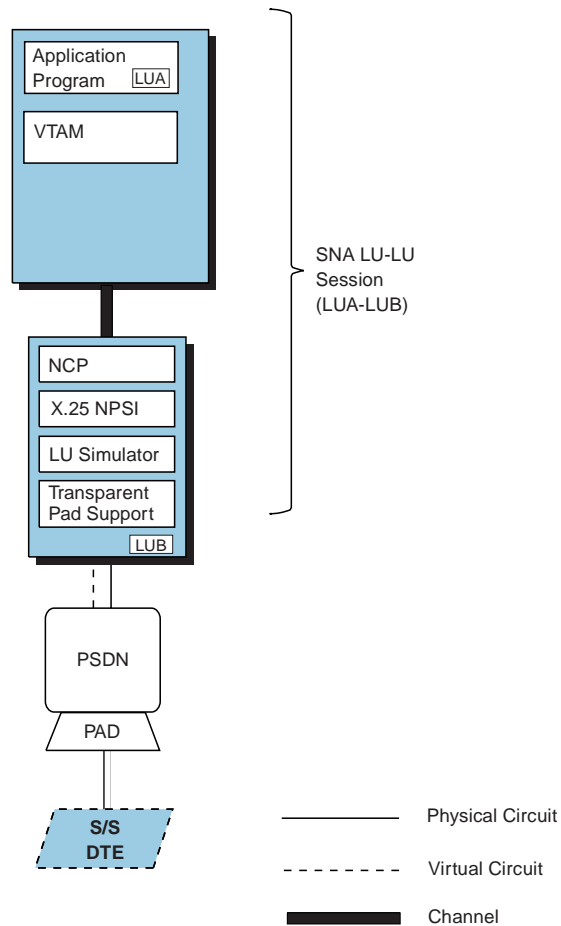 Application
Program LUA
VTAM
SNA LU-LU
Session
(LUA-LUB)
NCP
X.25 NPSI
LU Simulator
Transparent
Pad Support
LUB
PSDN
PAD
S/S
DTE
Physical Circuit
Virtual Circuit
Channel